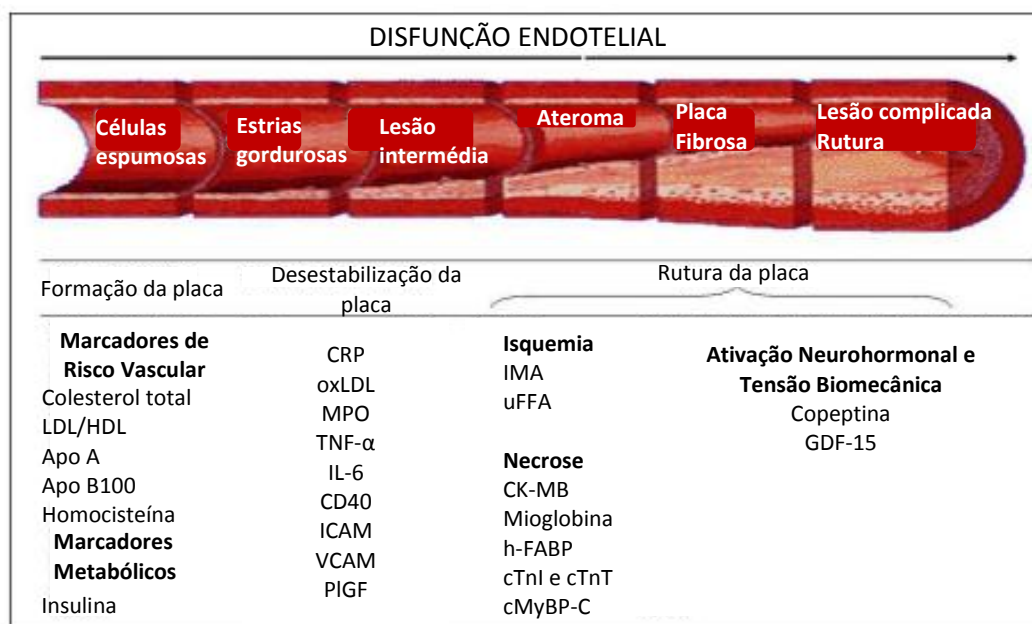 DISFUNÇÃO ENDOTELIAL
Células
espumosas
Estrias
gordurosas
Lesão
intermédia
Ateroma
Placa
Fibrosa
Lesão complicada
Rutura
Formação da placa
Desestabilização da
placa
Rutura da placa
Marcadores de
Risco Vascular
Colesterol total
LDL/HDL
Apo A
Apo B100
Homocisteína
Marcadores
Metabólicos
Insulina
CRP
oxLDL
MPO
TNF-α
IL-6
CD40
ICAM
VCAM
PlGF
Isquemia
IMA
uFFA
Necrose
CK-MB
Mioglobina
h-FABP
cTnI e cTnT
cMyBP-C
Ativação Neurohormonal e
Tensão Biomecânica
Copeptina
GDF-15